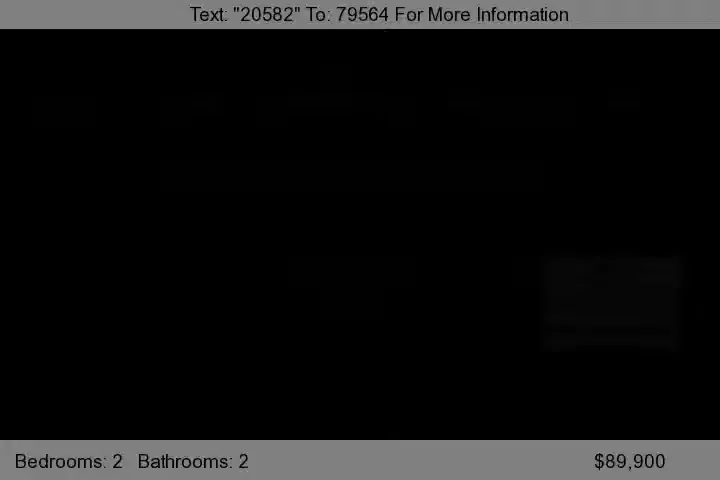 Text: "20582" To: 79564 For More Information
Bedrooms: 2 Bathrooms: 2 $89,900